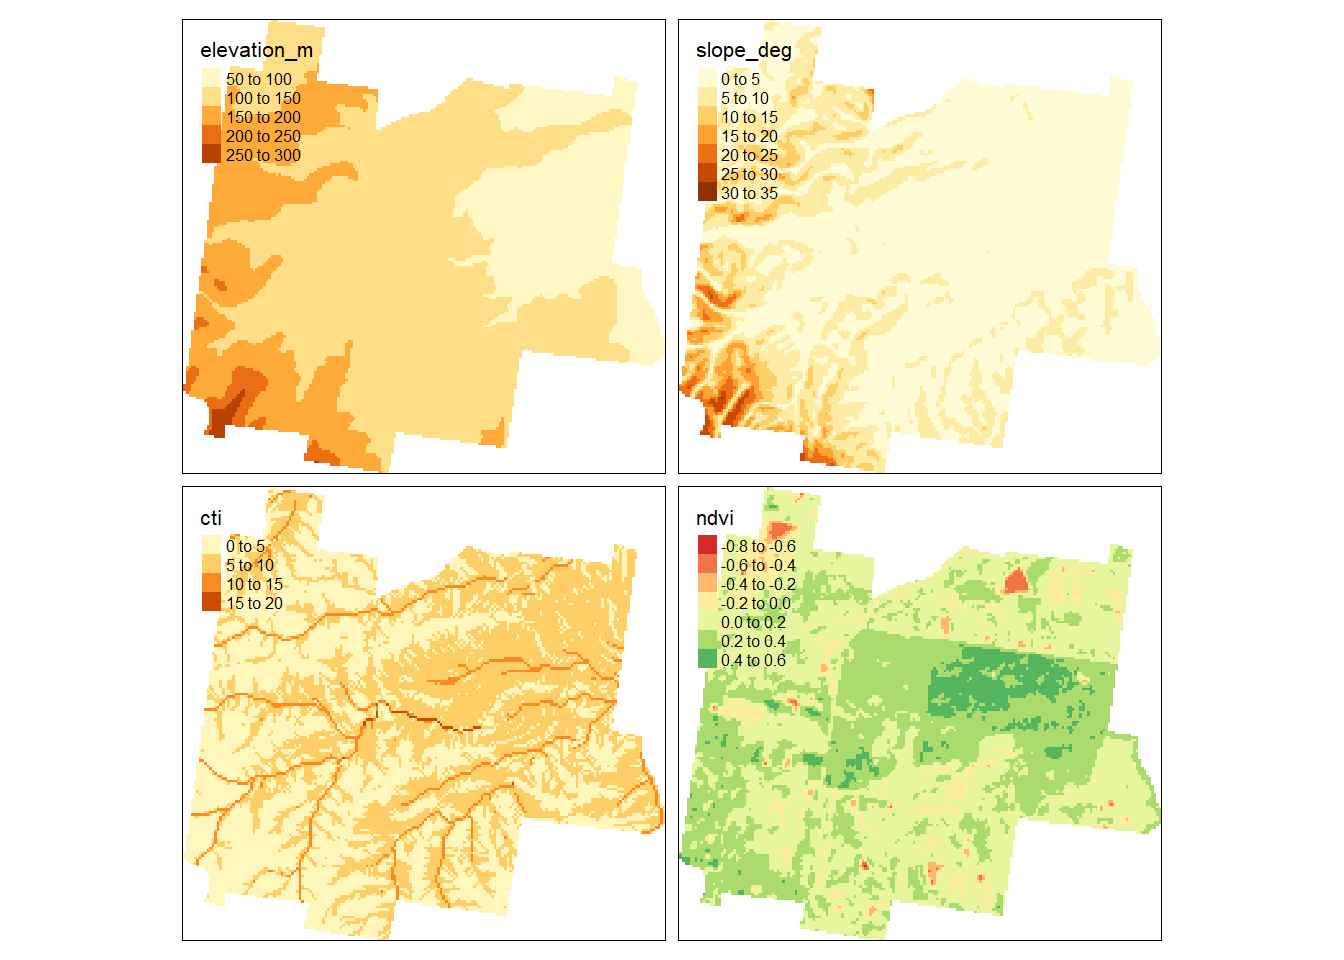 elevation_m
50 to 100
100 to 150
150 to 200
200 to 250
250 to 300
slope_deg
0 to 5
5 to 10
10 to 15
15 to 20
20 to 25
25 to 30
30 to 35
cti
0 to 5
5 to 10
10 to 15
15 to 20
ndvi
-0.8 to -0.6
-0.6 to -0.4
-0.4 to -0.2
-0.2 to 0.0
0.0 to 0.2
0.2 to 0.4
0.4 to 0.6